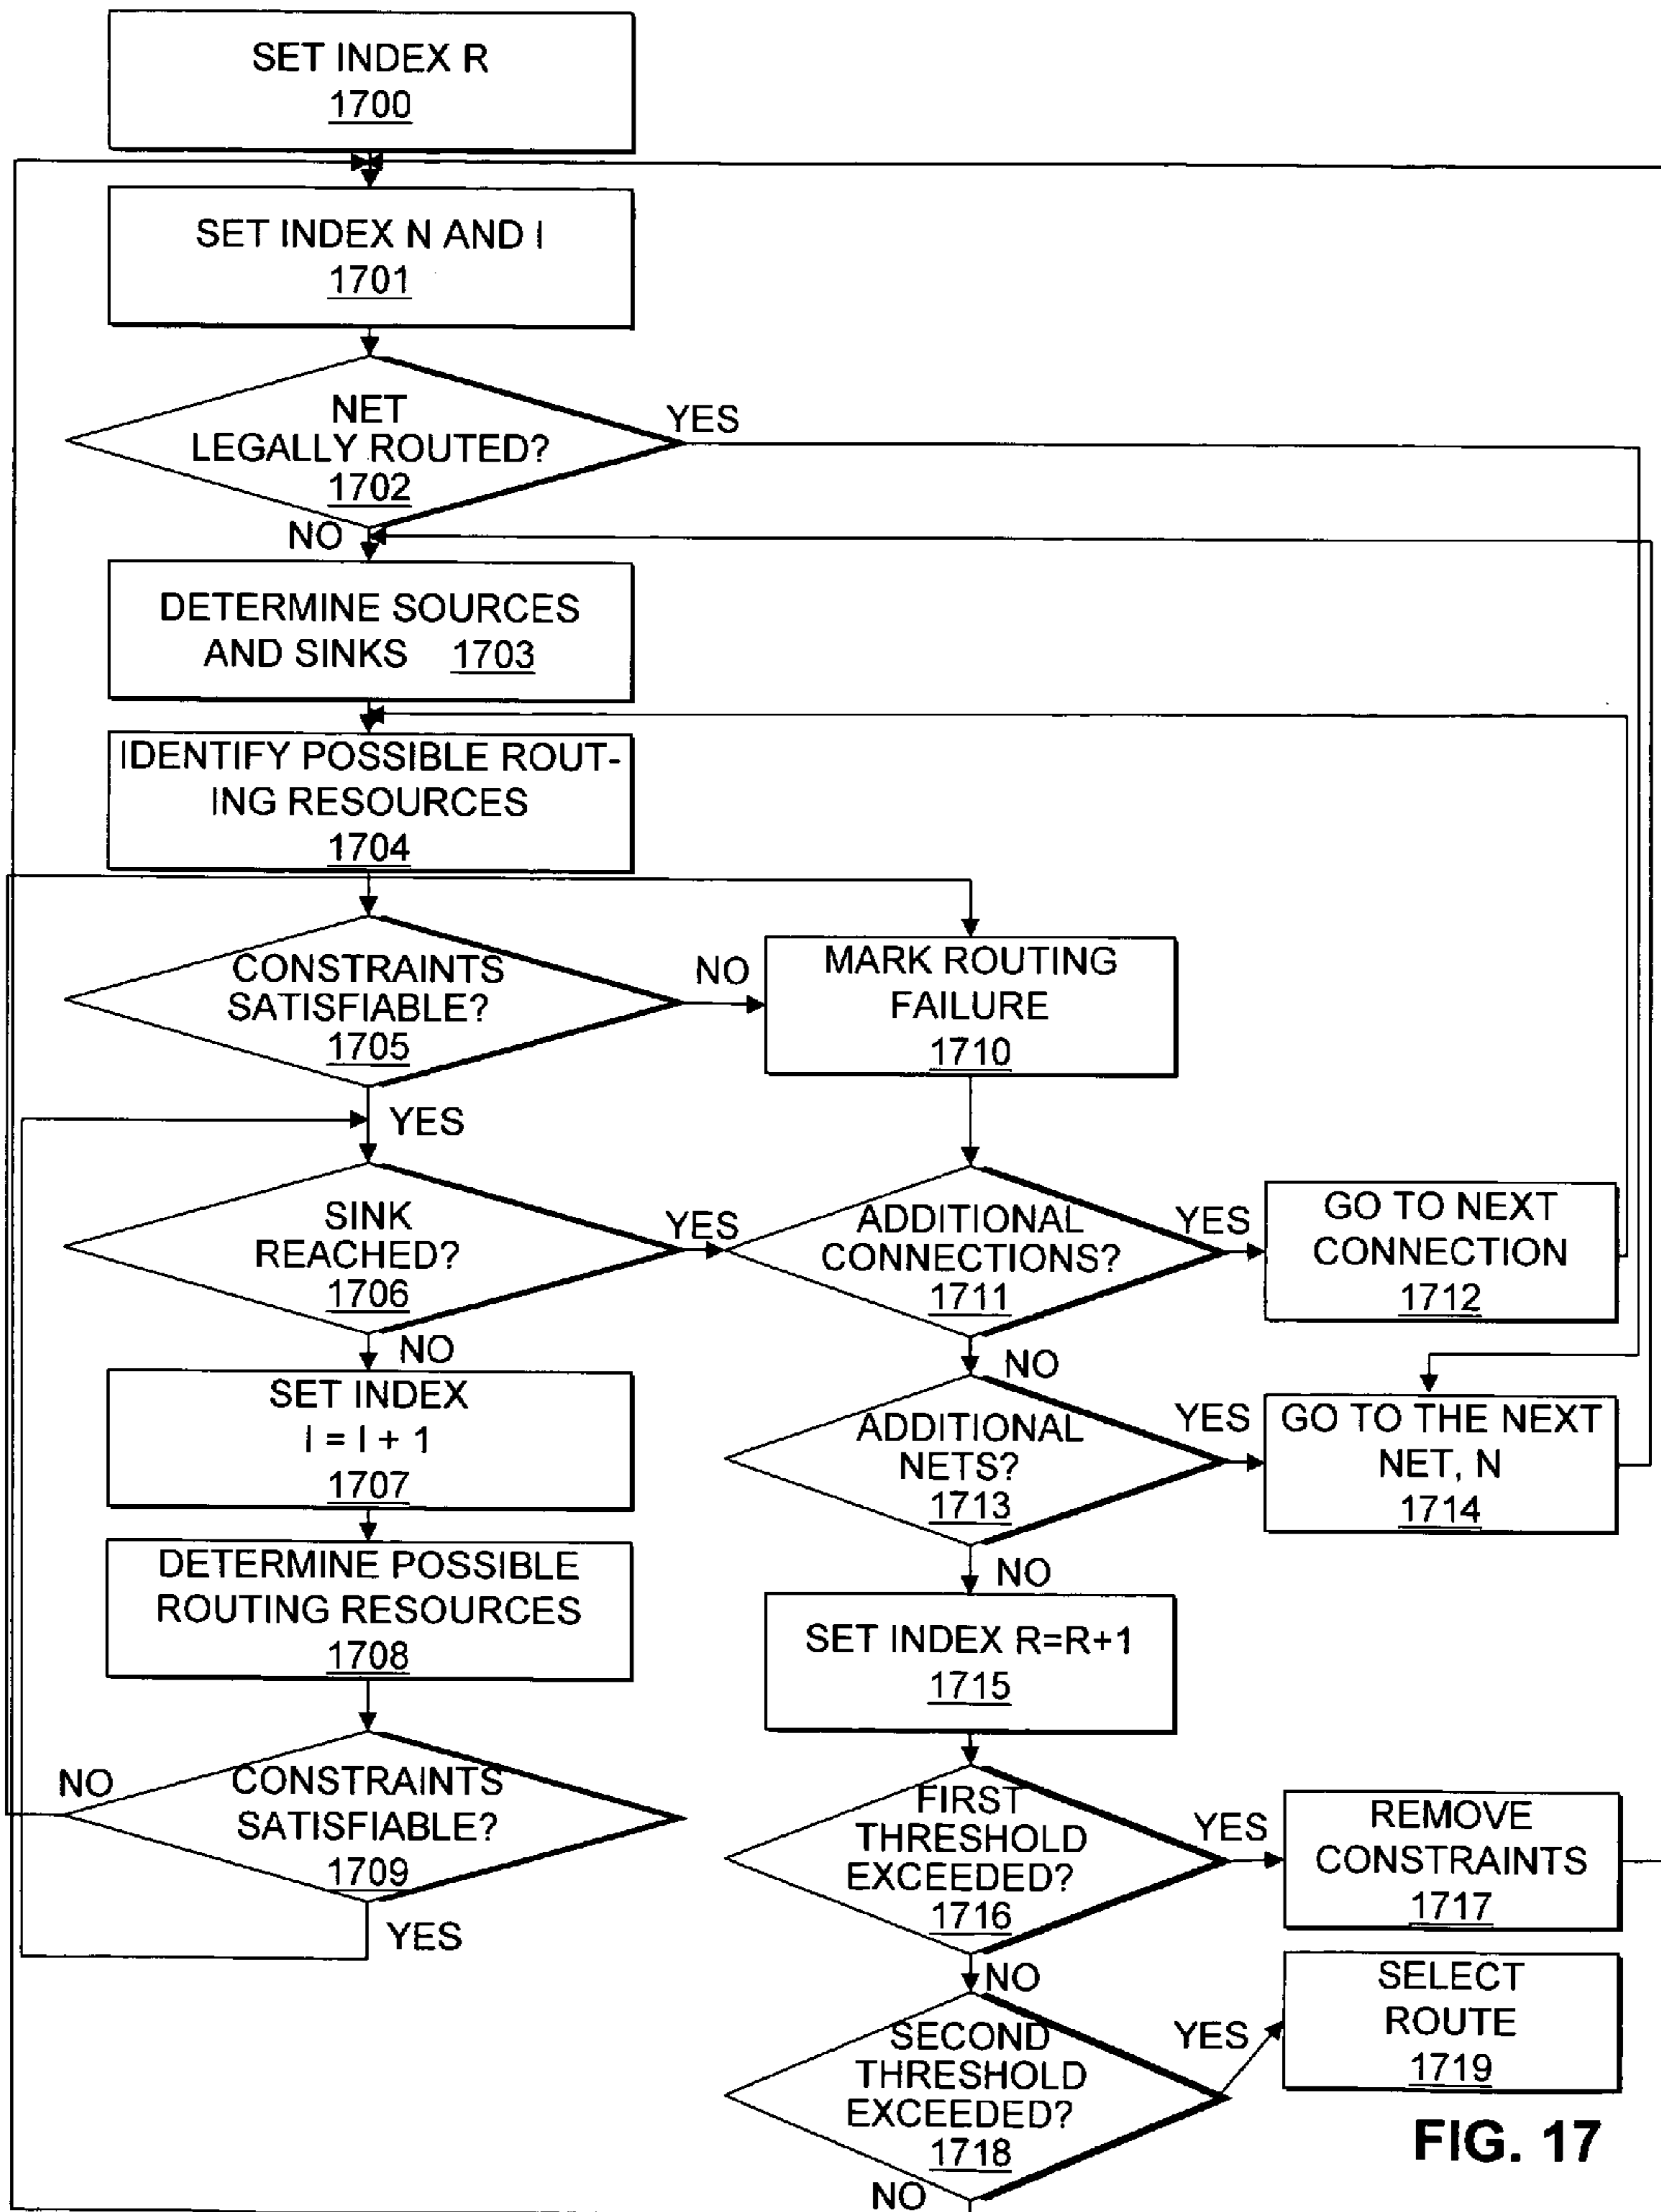 SET INDEX R
1700
SET INDEX N AND I
1701
NET
LEGALLY ROUTED?
1702
YES
NO
DETERMINE SOURCES
AND SINKS 1703
IDENTIFY POSSIBLE ROUT-
ING RESOURCES
1704
CONSTRAINTS
SATISFIABLE?
1705
NO
MARK ROUTING
FAILURE
1710
YES
SINK
REACHED?
1706
YES
ADDITIONAL
CONNECTIONS?
1711
YES
GO TO NEXT
CONNECTION
1712
NO
SET INDEX
I = I + 1
1707
NO
ADDITIONAL
NETS?
1713
YES
GO TO THE NEXT
NET, N
1714
DETERMINE POSSIBLE
ROUTING RESOURCES
1708
NO
SET INDEX R=R+1
1715
NO
CONSTRAINTS
SATISFIABLE?
1709
YES
FIRST
THRESHOLD
EXCEEDED?
1716
YES
REMOVE
CONSTRAINTS
1717
NO
SECOND
THRESHOLD
EXCEEDED?
1718
YES
SELECT
ROUTE
1719
NO
FIG. 17